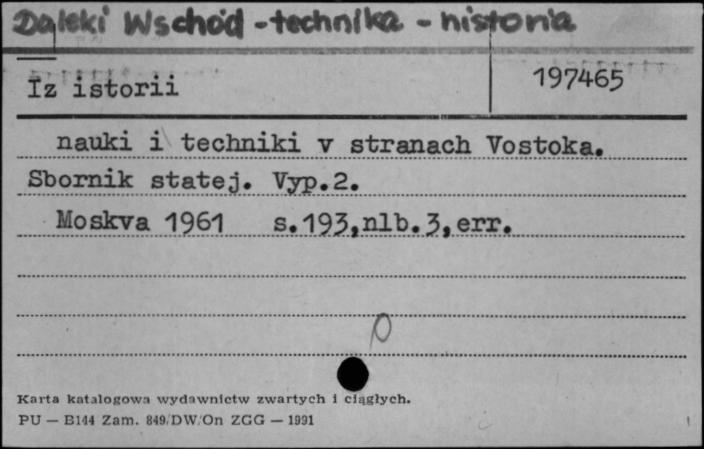 Daleki Wschód - technika - historia
Iz istorii 197465
nauki i techniki v stranach Vostoka.
Sbornik statej. Vyp.2.
Moskva 1961 s.193,nlb.3,err.
0
Karta katalogowa wydawnictw zwartych i ciągłych.
PU — B144 Zam. 849/DW/On ZGG — 1991